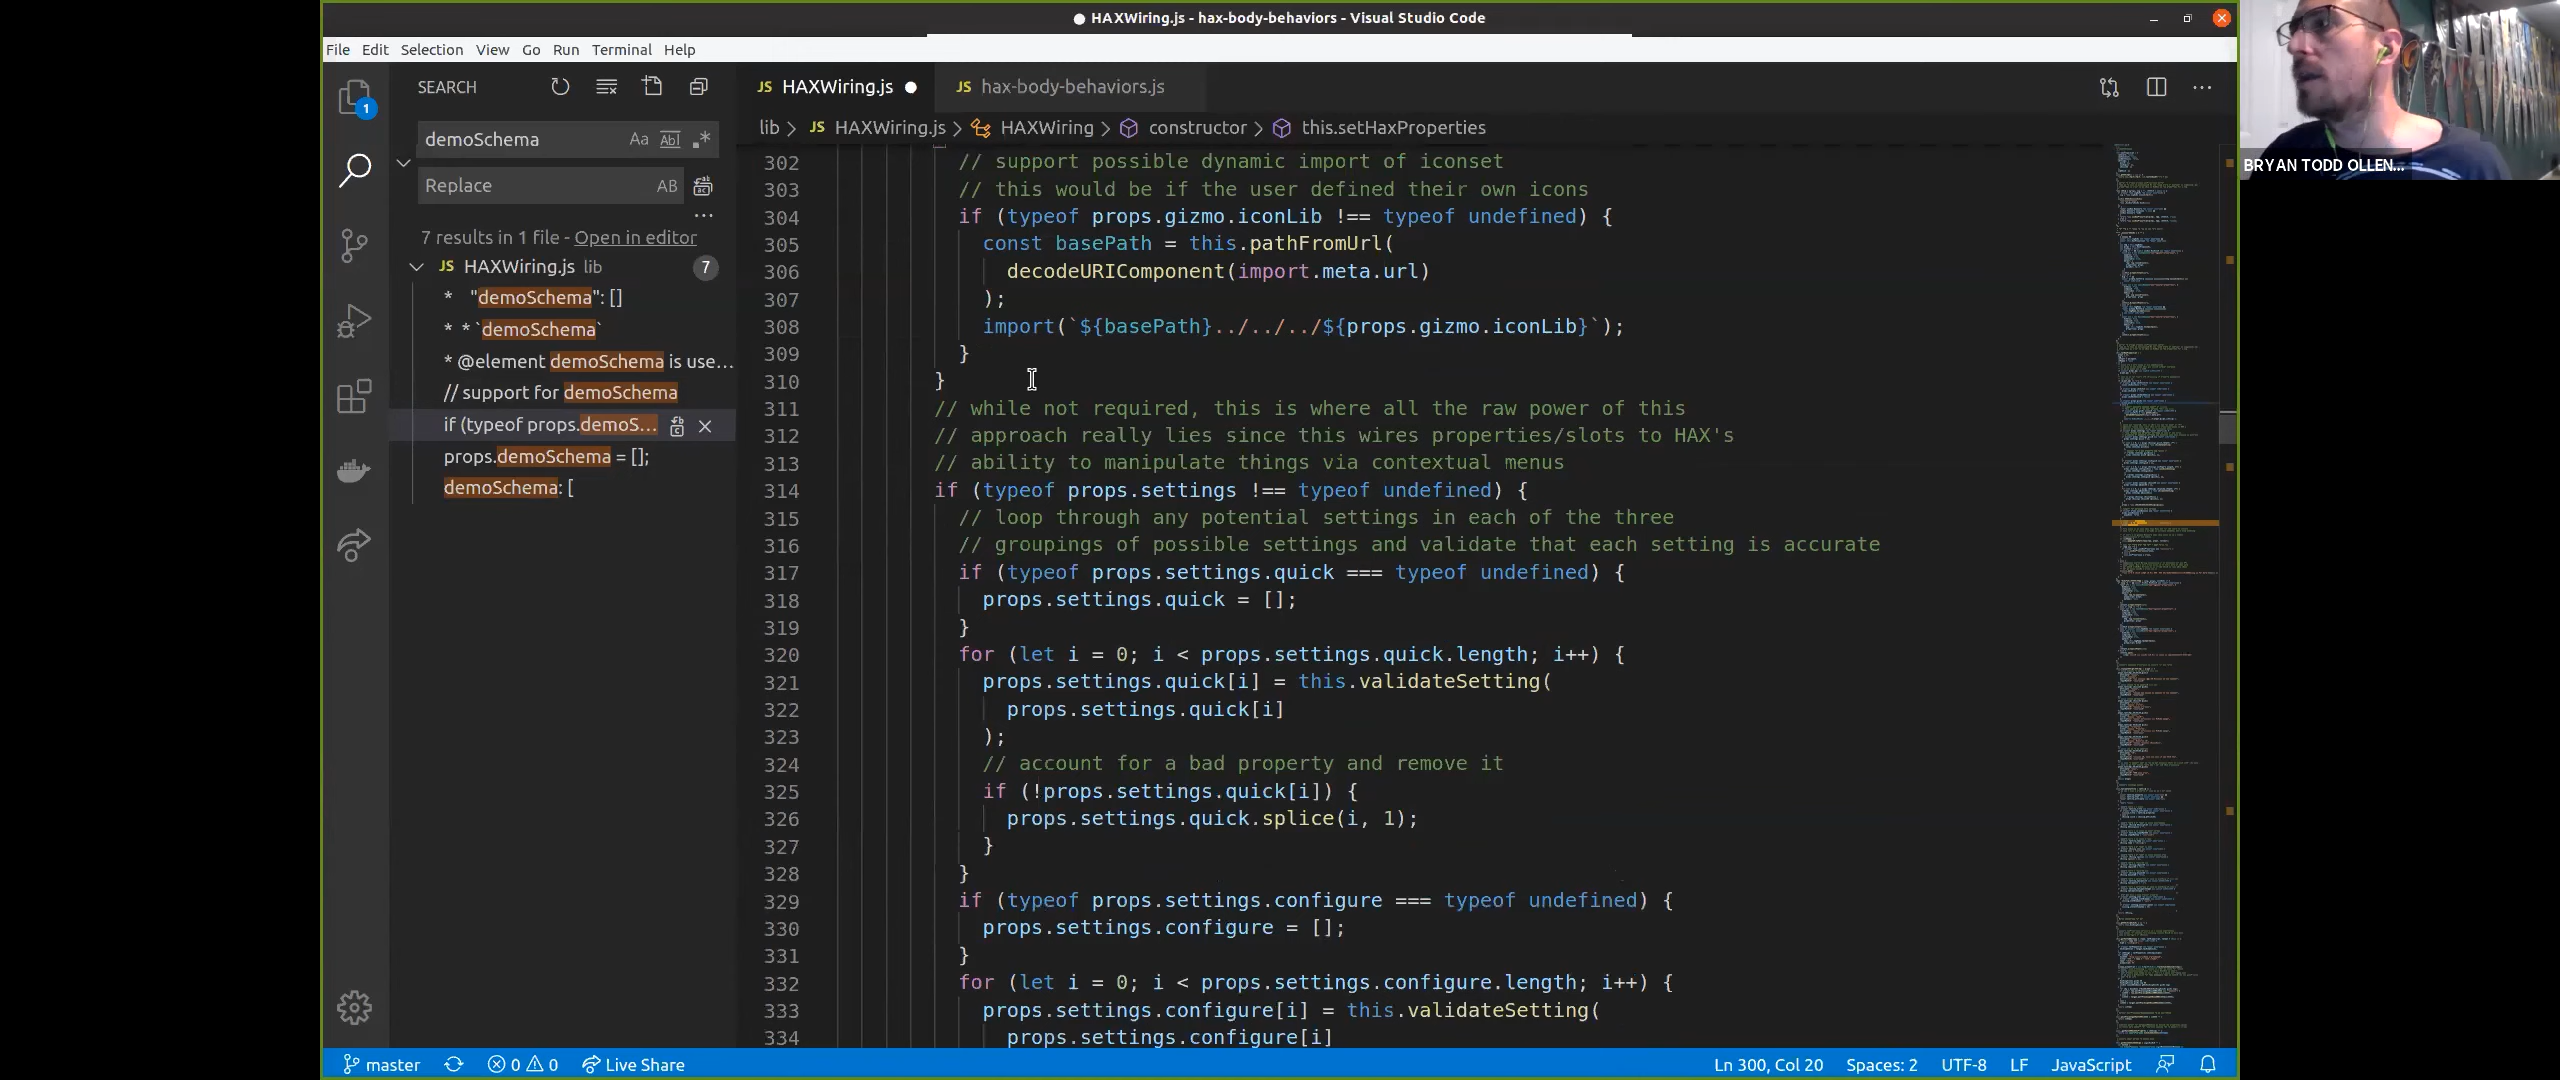 HAXWiring.js - hax-body-behaviors - Visual Studio Code
File Edit Selection View Go Run Terminal Help
SEARCH
JS HAXWiring.js
JS hax-body-behaviors.js
1
lib > JS HAXWiring.js > HAXWiring > constructor > this.setHaxProperties
demoSchema Aa Abl .*
Replace AB
...
7 results in 1 file - Open in editor
JS HAXWiring.js lib 7
* "demoSchema": []
* * `demoSchema`
* @element demoSchema is use...
// support for demoSchema
if (typeof props.demoS...
props.demoSchema = [];
demoSchema: [
302 // support possible dynamic import of iconset
303 // this would be if the user defined their own icons
304 if (typeof props.gizmo.iconLib !== typeof undefined) {
305 const basePath = this.pathFromUrl(
306 decodeURIComponent(import.meta.url)
307 );
308 import(`${basePath}../../../${props.gizmo.iconLib}`);
309 }
310 }
311 // while not required, this is where all the raw power of this
312 // approach really lies since this wires properties/slots to HAX's
313 // ability to manipulate things via contextual menus
314 if (typeof props.settings !== typeof undefined) {
315 // loop through any potential settings in each of the three
316 // groupings of possible settings and validate that each setting is accurate
317 if (typeof props.settings.quick === typeof undefined) {
318 props.settings.quick = [];
319 }
320 for (let i = 0; i < props.settings.quick.length; i++) {
321 props.settings.quick[i] = this.validateSetting(
322 props.settings.quick[i]
323 );
324 // account for a bad property and remove it
325 if (!props.settings.quick[i]) {
326 props.settings.quick.splice(i, 1);
327 }
328 }
329 if (typeof props.settings.configure === typeof undefined) {
330 props.settings.configure = [];
331 }
332 for (let i = 0; i < props.settings.configure.length; i++) {
333 props.settings.configure[i] = this.validateSetting(
334 props.settings.configure[i]
master 0 0 Live Share
Ln 300, Col 20 Spaces: 2 UTF-8 LF JavaScript
BRYAN TODD OLLEN...